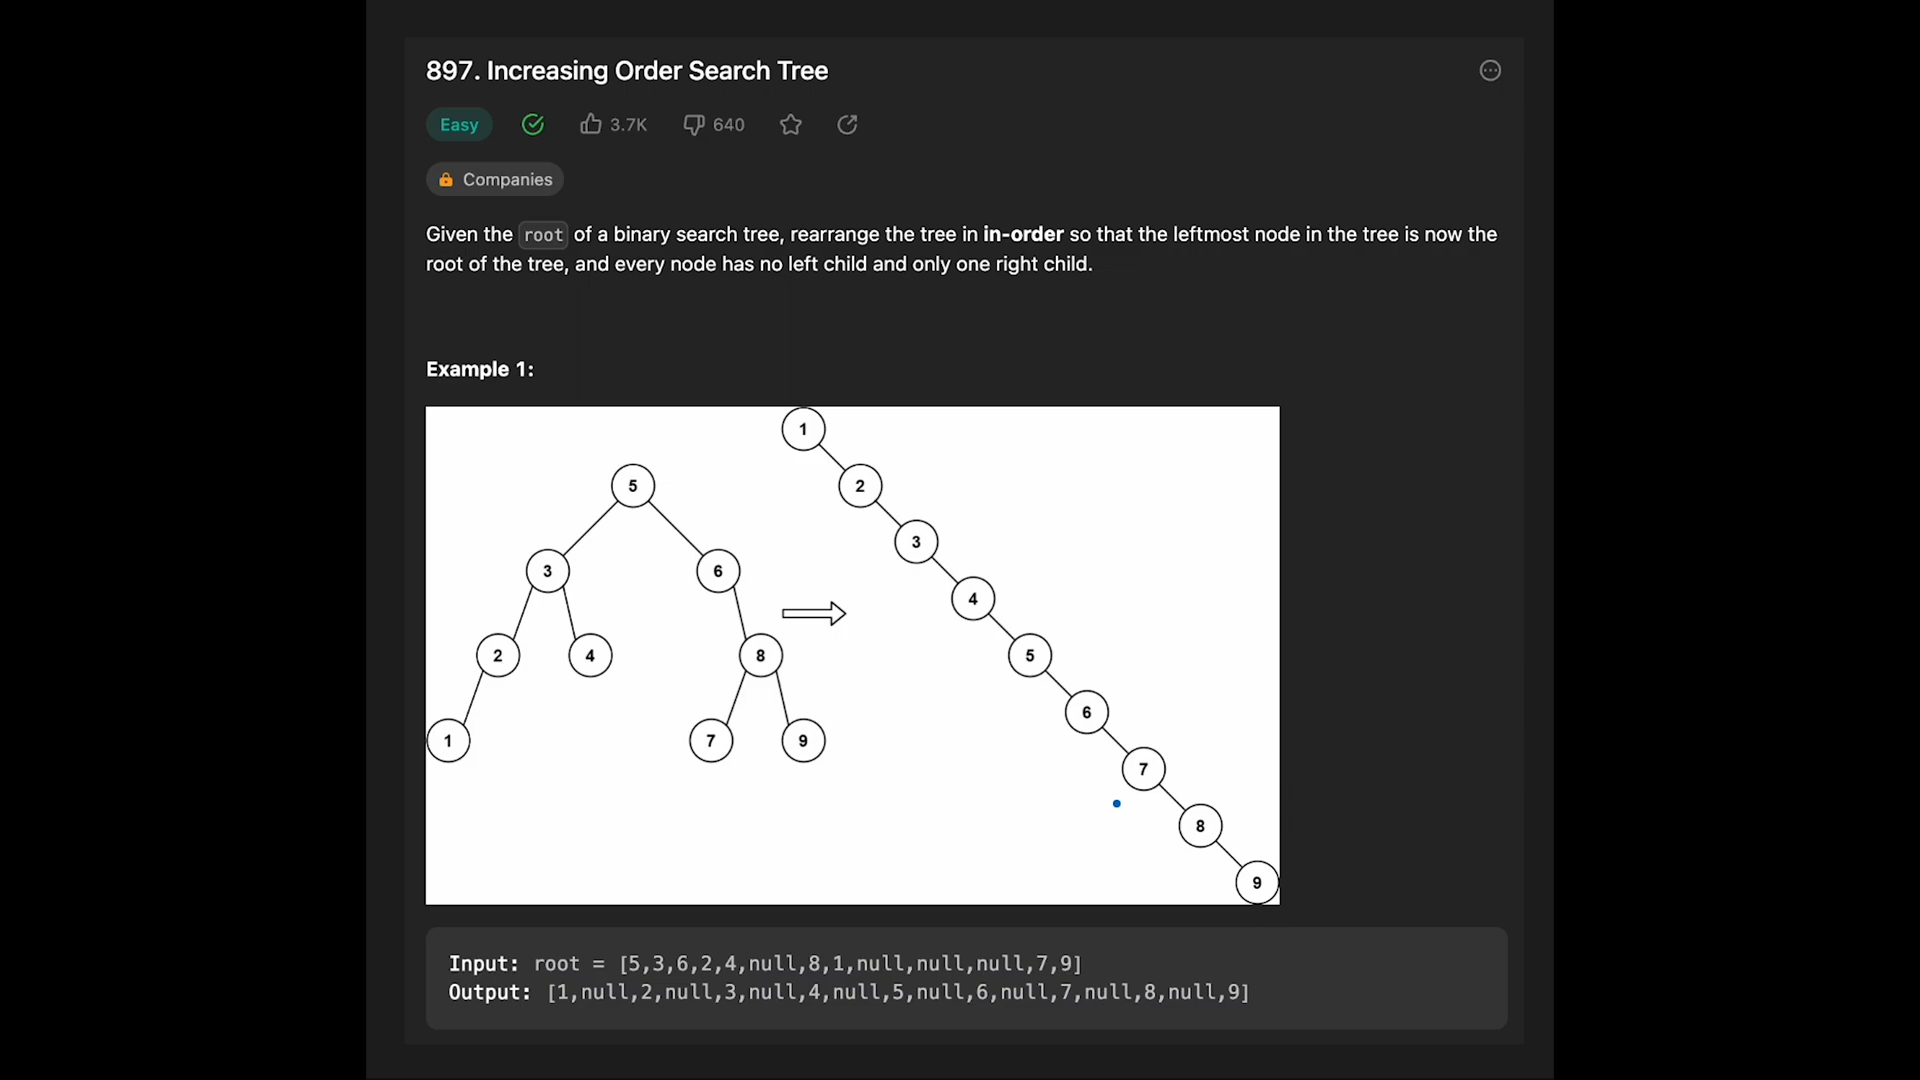 897. Increasing Order Search Tree
Easy 3.7K 640
Companies
Given the root of a binary search tree, rearrange the tree in in-order so that the leftmost node in the tree is now the
root of the tree, and every node has no left child and only one right child.
Example 1:
1
5 2
3
3 6
4
2 4 8 5
6
1 7 9
7
8
9
Input: root = [5,3,6,2,4,null,8,1,null,null,null,7,9]
Output: [1,null,2,null,3,null,4,null,5,null,6,null,7,null,8,null,9]